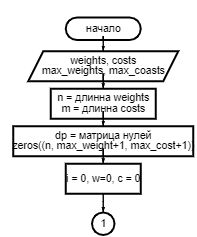 начало
weights, costs
max_weights, max_coasts
n = длинна weights
m = длинна costs
dp = матрица нулей
zeros((n, max_weight+1, max_cost+1)
i = 0, w=0, c = 0
1